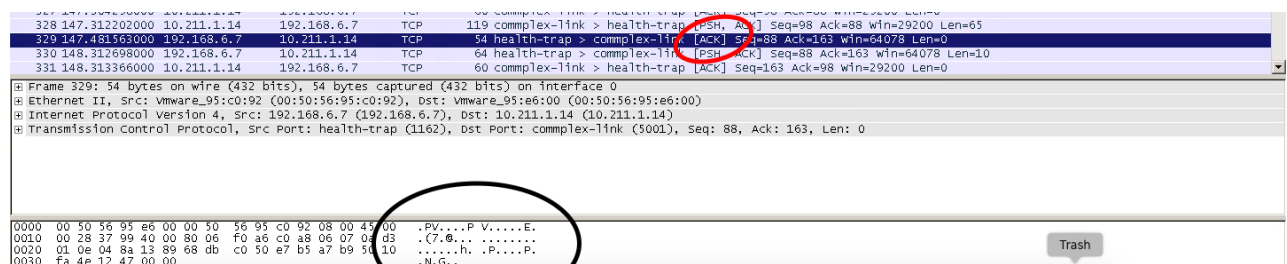 328 147.312202000 10.211.1.14 192.168.6.7 TCP 119 commplex-link > health-trap [PSH, ACK] Seq=98 Ack=88 Win=29200 Len=65
329 147.481563000 192.168.6.7 10.211.1.14 TCP 54 health-trap > commplex-link [ACK] Seq=88 Ack=163 Win=64078 Len=0
330 148.312698000 192.168.6.7 10.211.1.14 TCP 64 health-trap > commplex-link [PSH, ACK] Seq=88 Ack=163 Win=64078 Len=10
331 148.313366000 10.211.1.14 192.168.6.7 TCP 60 commplex-link > health-trap [ACK] Seq=163 Ack=98 Win=29200 Len=0
Frame 329: 54 bytes on wire (432 bits), 54 bytes captured (432 bits) on interface 0
Ethernet II, Src: Vmware_95:c0:92 (00:50:56:95:c0:92), Dst: Vmware_95:e6:00 (00:50:56:95:e6:00)
Internet Protocol Version 4, Src: 192.168.6.7 (192.168.6.7), Dst: 10.211.1.14 (10.211.1.14)
Transmission Control Protocol, Src Port: health-trap (1162), Dst Port: commplex-link (5001), Seq: 88, Ack: 163, Len: 0
0000 00 50 56 95 e6 00 00 50 56 95 c0 92 08 00 45 00 .PV....P V.....E.
0010 00 28 37 99 40 00 80 06 f0 a6 c0 a8 06 07 0a d3 .(7.@... ........
0020 01 0e 04 8a 13 89 68 db c0 50 e7 b5 a7 b9 50 10 ......h. .P....P.
0030 fa 4e 12 47 00 00 .N.G..
Trash